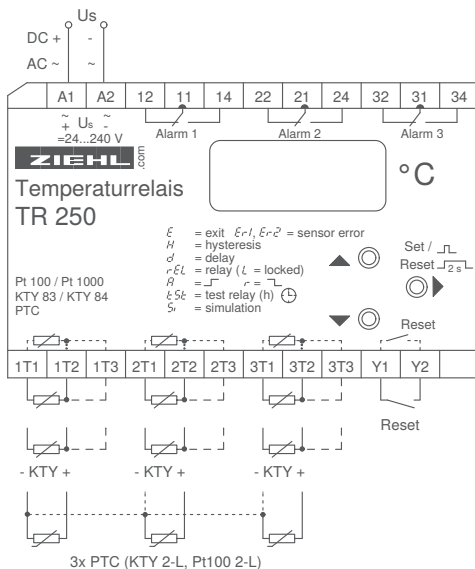 Us
DC + -
AC ~ ~
A1 A2 12 11 14 22 21 24 32 31 34
~ ~
+ Us -
=24...240 V
Alarm 1 Alarm 2 Alarm 3
ZIEHL .com
°C
Temperaturrelais
TR 250
E = exit Er1, Er2 = sensor error
H = hysteresis
d = delay
rEL = relay (L = locked)
A = r =
tSt = test relay (h)
Si = simulation
Set /
Reset 2 s
Pt 100 / Pt 1000
KTY 83 / KTY 84
PTC
Reset
1T1 1T2 1T3 2T1 2T2 2T3 3T1 3T2 3T3 Y1 Y2
Reset
- KTY + - KTY + - KTY +
3x PTC (KTY 2-L, Pt100 2-L)